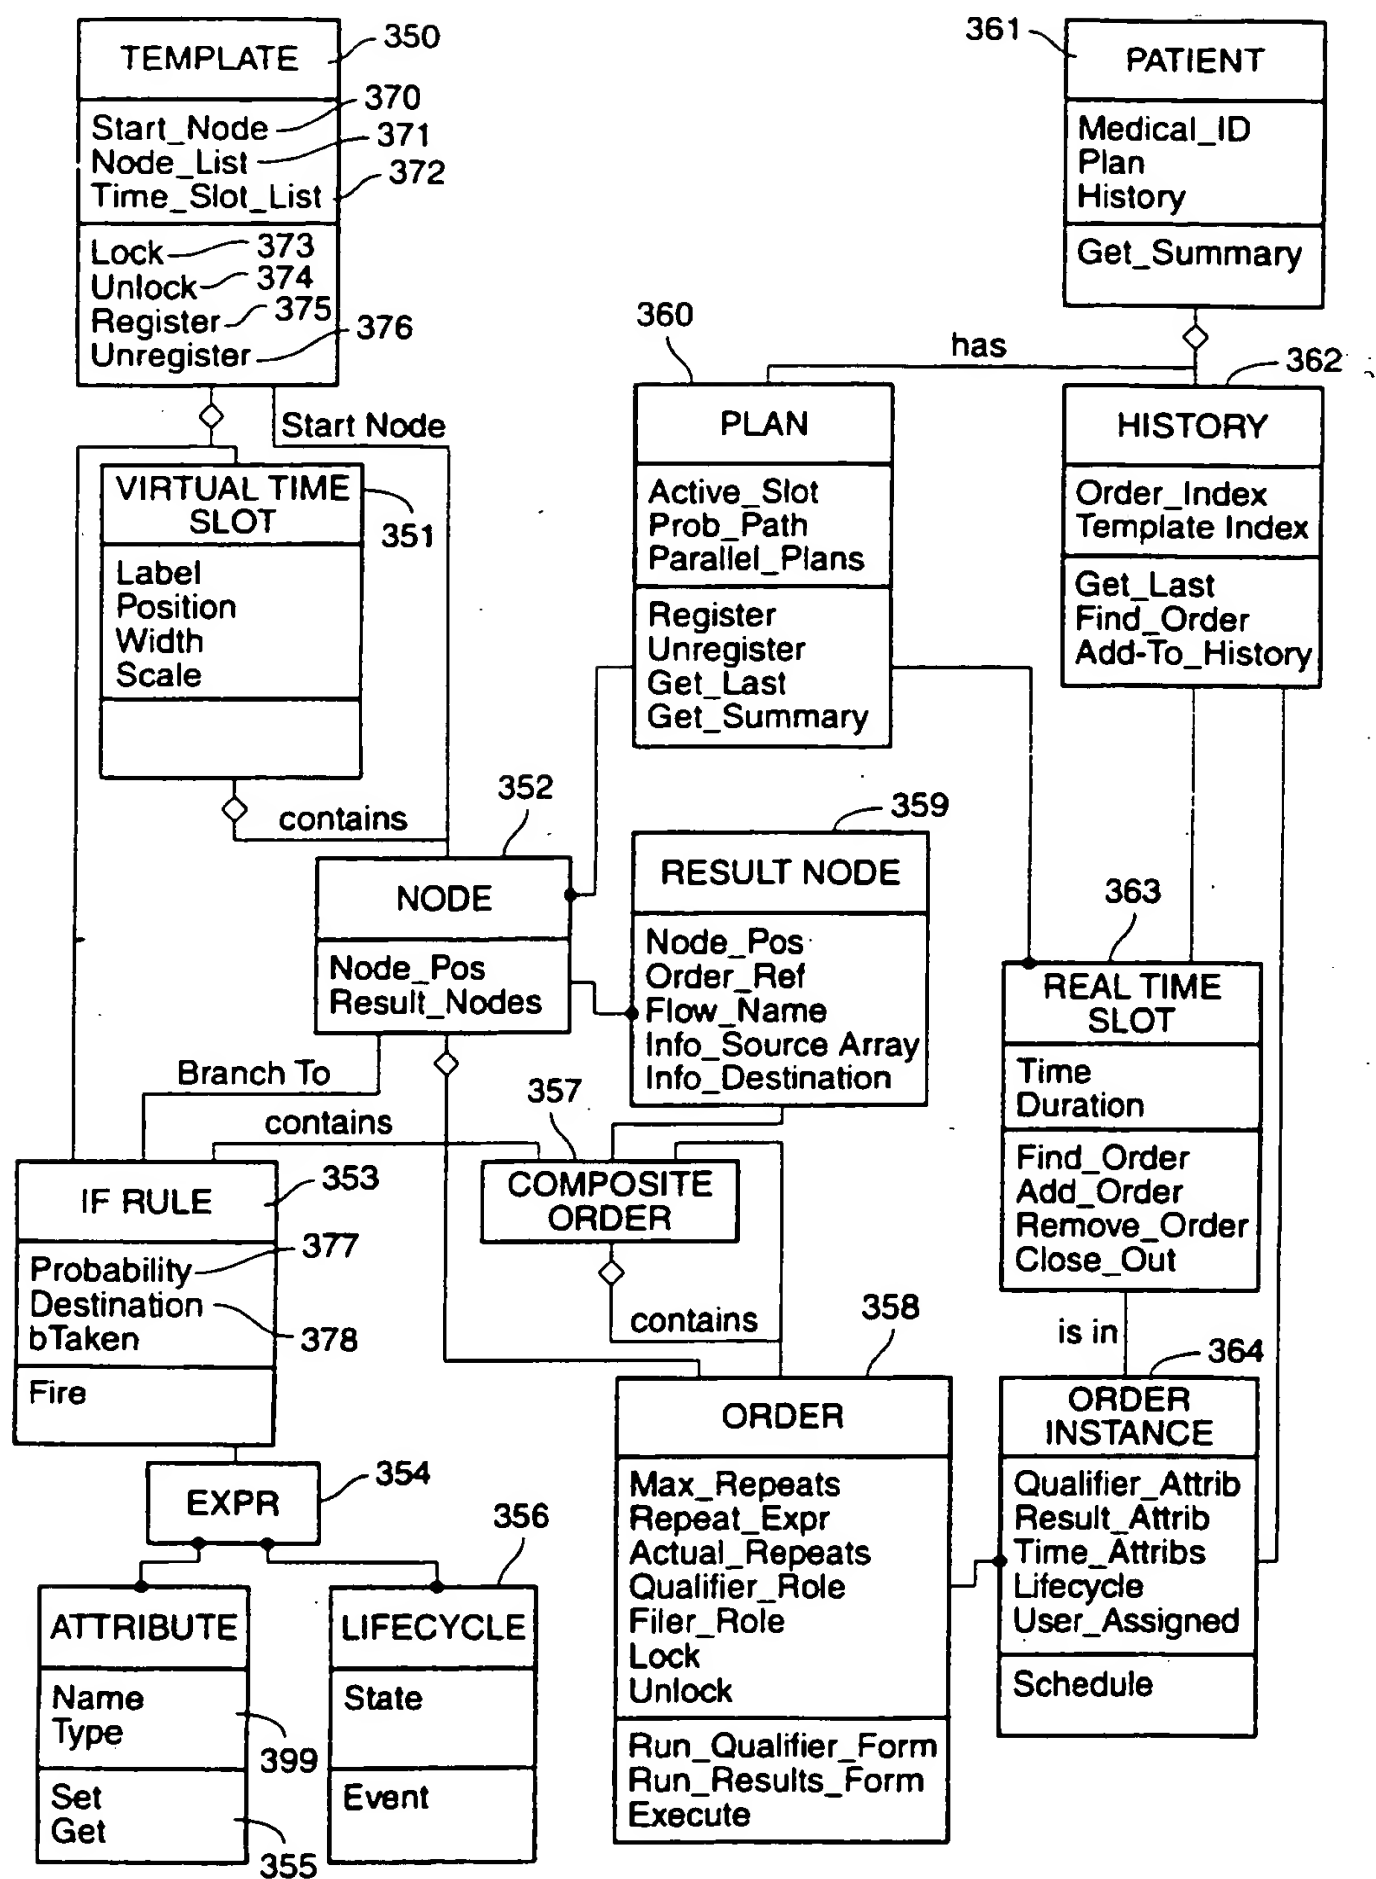 TEMPLATE
350
Start_Node
370
Node_List
371
Time_Slot_List
372
Lock
373
Unlock
374
Register
375
Unregister
376
361
PATIENT
Medical_ID
Plan
History
Get_Summary
has
Start Node
VIRTUAL TIME
SLOT
351
Label
Position
Width
Scale
contains
360
PLAN
Active_Slot
Prob_Path
Parallel_Plans
Register
Unregister
Get_Last
Get_Summary
362
HISTORY
Order_Index
Template Index
Get_Last
Find_Order
Add-To_History
352
NODE
Node_Pos
Result_Nodes
359
RESULT NODE
Node_Pos
Order_Ref
Flow_Name
Info_Source Array
Info_Destination
363
REAL TIME
SLOT
Time
Duration
Find_Order
Add_Order
Remove_Order
Close_Out
Branch To
contains
357
COMPOSITE
ORDER
contains
IF RULE
353
Probability
377
Destination
bTaken
378
Fire
EXPR
354
356
ATTRIBUTE
Name
Type
399
Set
Get
355
LIFECYCLE
State
Event
358
ORDER
Max_Repeats
Repeat_Expr
Actual_Repeats
Qualifier_Role
Filer_Role
Lock
Unlock
Run_Qualifier_Form
Run_Results_Form
Execute
is in
364
ORDER
INSTANCE
Qualifier_Attrib
Result_Attrib
Time_Attribs
Lifecycle
User_Assigned
Schedule